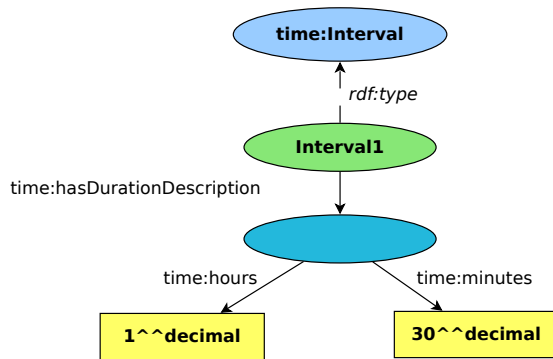 time:Interval
rdf:type
Interval1
time:hasDurationDescription
time:hours
time:minutes
1^^decimal
30^^decimal